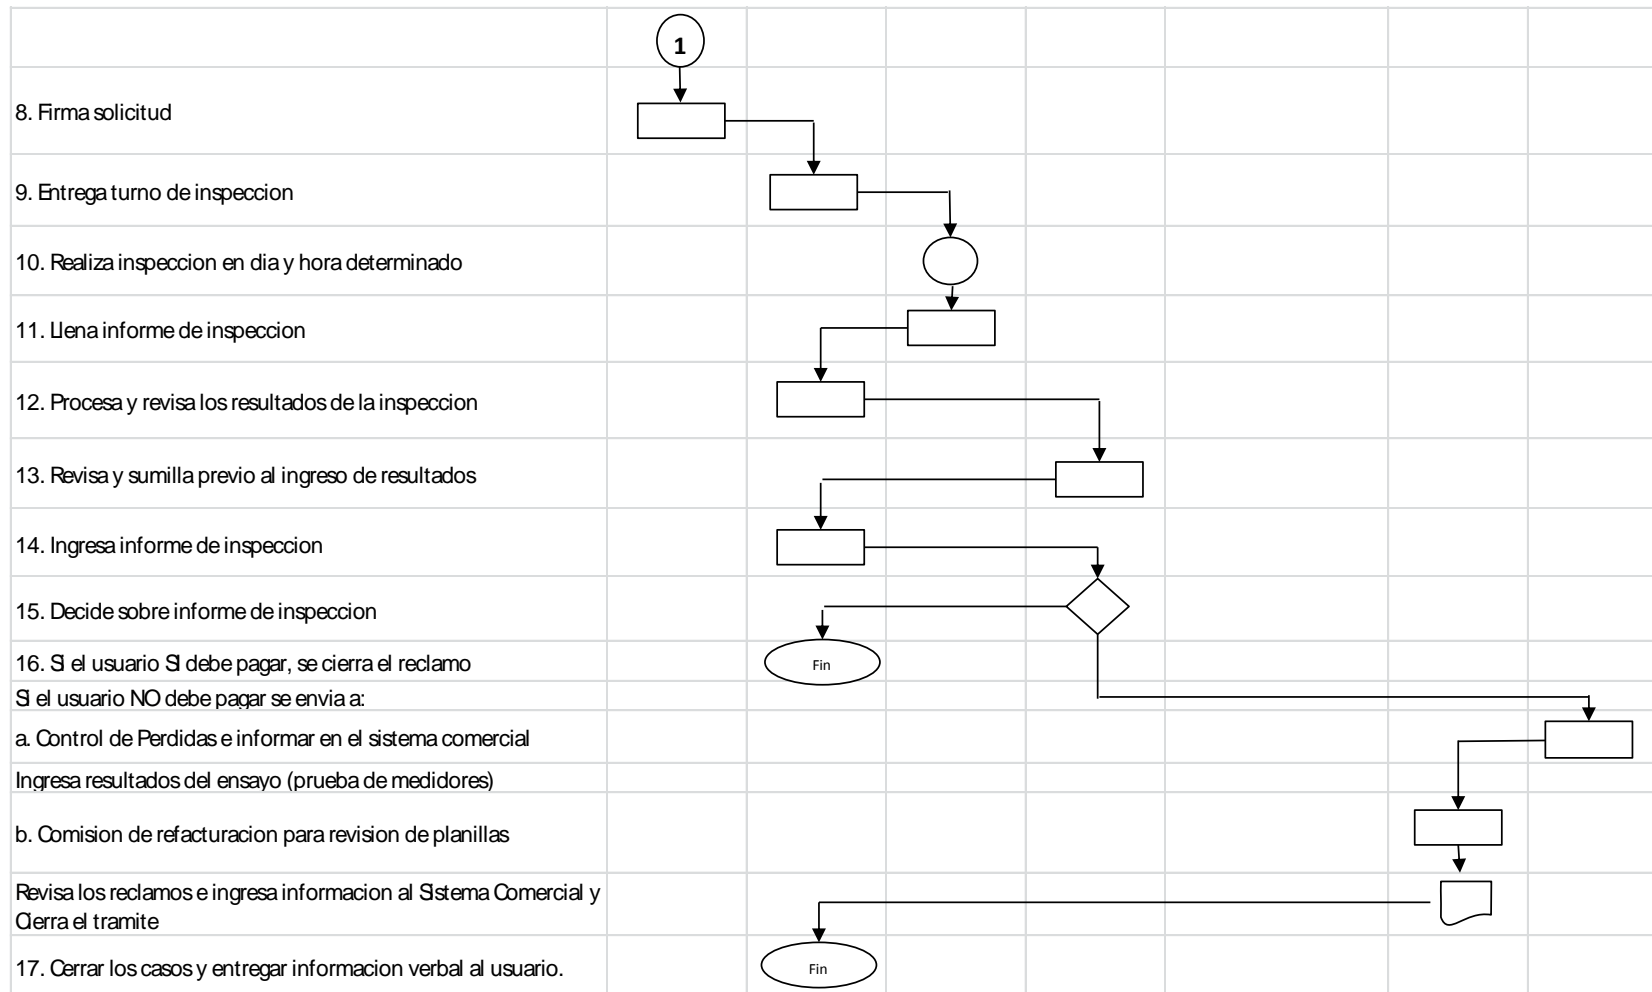 1
8. Firma solicitud
9. Entrega turno de inspeccion
10. Realiza inspeccion en dia y hora determinado
11. Llena informe de inspeccion
12. Procesa y revisa los resultados de la inspeccion
13. Revisa y sumilla previo al ingreso de resultados
14. Ingresa informe de inspeccion
15. Decide sobre informe de inspeccion
16. Si el usuario SI debe pagar, se cierra el reclamo
Fin
Si el usuario NO debe pagar se envia a:
a. Control de Perdidas e informar en el sistema comercial
Ingresa resultados del ensayo (prueba de medidores)
b. Comision de refacturacion para revision de planillas
Revisa los reclamos e ingresa informacion al Sistema Comercial y
Cierra el tramite
17. Cerrar los casos y entregar informacion verbal al usuario.
Fin